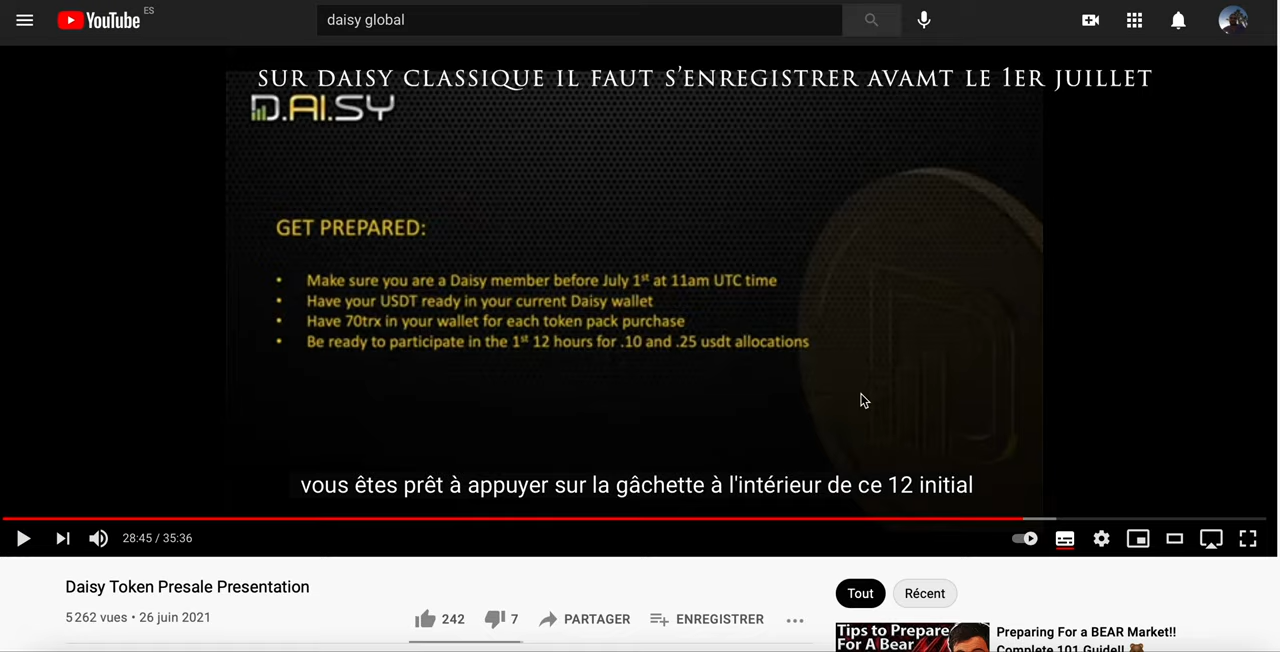 YouTube ES
daisy global
SUR DAISY CLASSIQUE IL FAUT S'ENREGISTRER AVAMT LE 1ER JUILLET
D.AI.SY
GET PREPARED:
• Make sure you are a Daisy member before July 1st at 11am UTC time
• Have your USDT ready in your current Daisy wallet
• Have 70trx in your wallet for each token pack purchase
• Be ready to participate in the 1st 12 hours for .10 and .25 usdt allocations
vous êtes prêt à appuyer sur la gâchette à l'intérieur de ce 12 initial
28:45 / 35:36
Daisy Token Presale Presentation
5 262 vues • 26 juin 2021
242
7
PARTAGER
ENREGISTRER
Tout
Récent
Tips to Prepare
For A Bear
Preparing For a BEAR Market!!
Complete 101 Guide!!